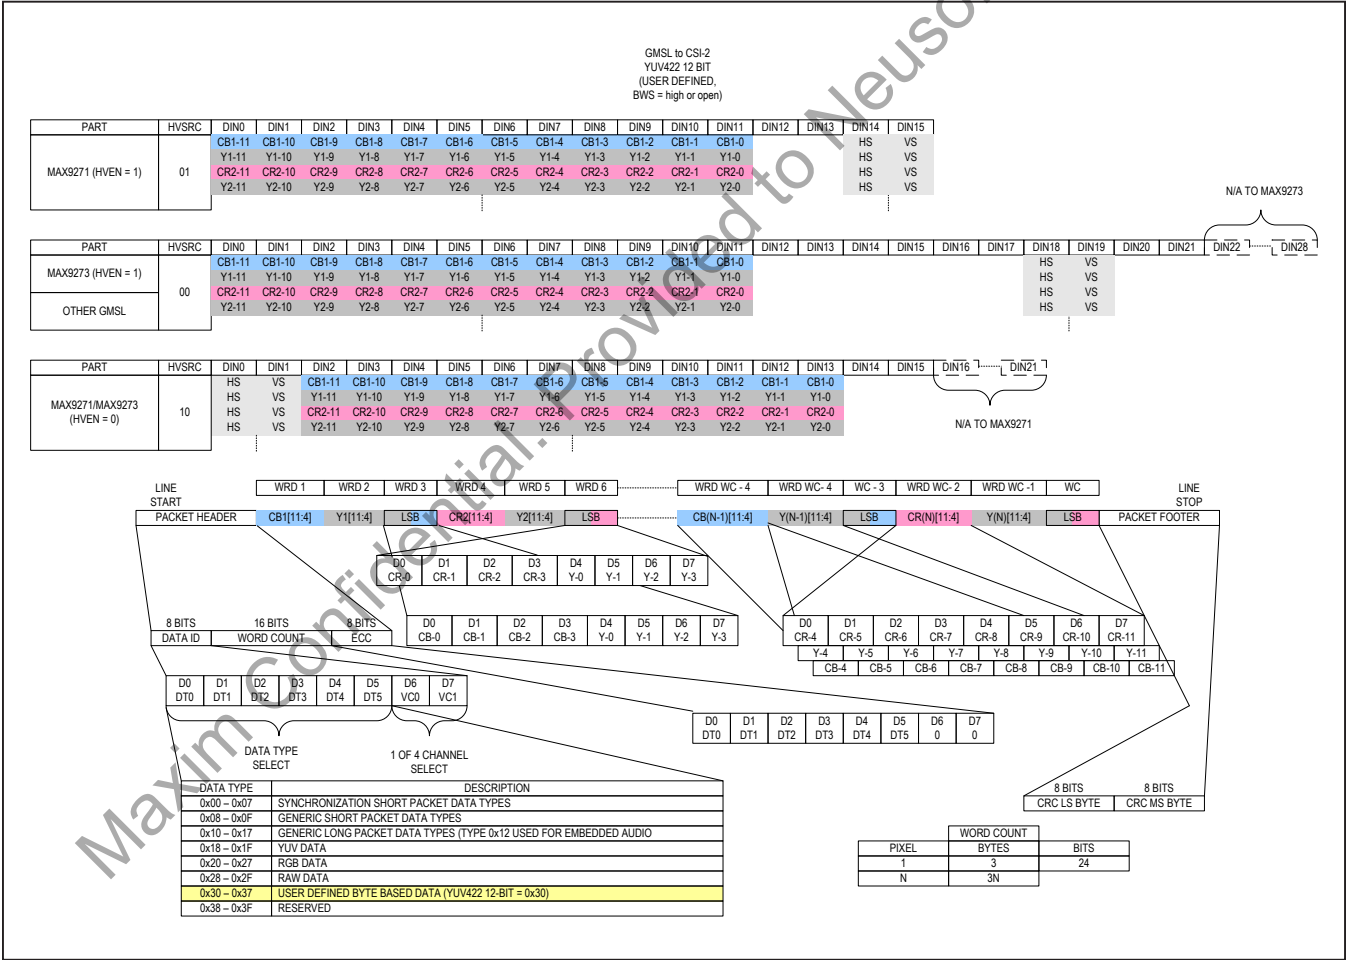 GMSL to CSI-2
YUV422 12 BIT
(USER DEFINED,
BWS = high or open)
PART HVSRC DIN0 DIN1 DIN2 DIN3 DIN4 DIN5 DIN6 DIN7 DIN8 DIN9 DIN10 DIN11 DIN12 DIN13 DIN14 DIN15
CB1-11 CB1-10 CB1-9 CB1-8 CB1-7 CB1-6 CB1-5 CB1-4 CB1-3 CB1-2 CB1-1 CB1-0 HS VS
Y1-11 Y1-10 Y1-9 Y1-8 Y1-7 Y1-6 Y1-5 Y1-4 Y1-3 Y1-2 Y1-1 Y1-0 HS VS
MAX9271 (HVEN = 1) 01 CR2-11 CR2-10 CR2-9 CR2-8 CR2-7 CR2-6 CR2-5 CR2-4 CR2-3 CR2-2 CR2-1 CR2-0 HS VS
Y2-11 Y2-10 Y2-9 Y2-8 Y2-7 Y2-6 Y2-5 Y2-4 Y2-3 Y2-2 Y2-1 Y2-0 HS VS
N/A TO MAX9273
PART HVSRC DIN0 DIN1 DIN2 DIN3 DIN4 DIN5 DIN6 DIN7 DIN8 DIN9 DIN10 DIN11 DIN12 DIN13 DIN14 DIN15 DIN16 DIN17 DIN18 DIN19 DIN20 DIN21 DIN22 DIN28
CB1-11 CB1-10 CB1-9 CB1-8 CB1-7 CB1-6 CB1-5 CB1-4 CB1-3 CB1-2 CB1-1 CB1-0 HS VS
MAX9273 (HVEN = 1) Y1-11 Y1-10 Y1-9 Y1-8 Y1-7 Y1-6 Y1-5 Y1-4 Y1-3 Y1-2 Y1-1 Y1-0 HS VS
00 CR2-11 CR2-10 CR2-9 CR2-8 CR2-7 CR2-6 CR2-5 CR2-4 CR2-3 CR2-2 CR2-1 CR2-0 HS VS
OTHER GMSL Y2-11 Y2-10 Y2-9 Y2-8 Y2-7 Y2-6 Y2-5 Y2-4 Y2-3 Y2-2 Y2-1 Y2-0 HS VS
PART HVSRC DIN0 DIN1 DIN2 DIN3 DIN4 DIN5 DIN6 DIN7 DIN8 DIN9 DIN10 DIN11 DIN12 DIN13 DIN14 DIN15 DIN16 DIN21
HS VS CB1-11 CB1-10 CB1-9 CB1-8 CB1-7 CB1-6 CB1-5 CB1-4 CB1-3 CB1-2 CB1-1 CB1-0
HS VS Y1-11 Y1-10 Y1-9 Y1-8 Y1-7 Y1-6 Y1-5 Y1-4 Y1-3 Y1-2 Y1-1 Y1-0
MAX9271/MAX9273
(HVEN = 0) 10 HS VS CR2-11 CR2-10 CR2-9 CR2-8 CR2-7 CR2-6 CR2-5 CR2-4 CR2-3 CR2-2 CR2-1 CR2-0
HS VS Y2-11 Y2-10 Y2-9 Y2-8 Y2-7 Y2-6 Y2-5 Y2-4 Y2-3 Y2-2 Y2-1 Y2-0
N/A TO MAX9271
LINE START
WRD 1 WRD 2 WRD 3 WRD 4 WRD 5 WRD 6 WRD WC - 4 WRD WC- 4 WC - 3 WRD WC- 2 WRD WC -1 WC
LINE STOP
PACKET HEADER CB1[11:4] Y1[11:4] LSB CR2[11:4] Y2[11:4] LSB CB(N-1)[11:4] Y(N-1)[11:4] LSB CR(N)[11:4] Y(N)[11:4] LSB PACKET FOOTER
D0 D1 D2 D3 D4 D5 D6 D7
CR-0 CR-1 CR-2 CR-3 Y-0 Y-1 Y-2 Y-3
D0 D1 D2 D3 D4 D5 D6 D7
CB-0 CB-1 CB-2 CB-3 Y-0 Y-1 Y-2 Y-3
D0 D1 D2 D3 D4 D5 D6 D7
CR-4 CR-5 CR-6 CR-7 CR-8 CR-9 CR-10 CR-11
Y-4 Y-5 Y-6 Y-7 Y-8 Y-9 Y-10 Y-11
CB-4 CB-5 CB-6 CB-7 CB-8 CB-9 CB-10 CB-11
8 BITS 16 BITS 8 BITS
DATA ID WORD COUNT ECC
D0 D1 D2 D3 D4 D5 D6 D7
DT0 DT1 DT2 DT3 DT4 DT5 VC0 VC1
D0 D1 D2 D3 D4 D5 D6 D7
DT0 DT1 DT2 DT3 DT4 DT5 0 0
DATA TYPE
SELECT
1 OF 4 CHANNEL
SELECT
DATA TYPE DESCRIPTION
0x00 – 0x07 SYNCHRONIZATION SHORT PACKET DATA TYPES
0x08 – 0x0F GENERIC SHORT PACKET DATA TYPES
0x10 – 0x17 GENERIC LONG PACKET DATA TYPES (TYPE 0x12 USED FOR EMBEDDED AUDIO
0x18 – 0x1F YUV DATA
0x20 – 0x27 RGB DATA
0x28 – 0x2F RAW DATA
0x30 – 0x37 USER DEFINED BYTE BASED DATA (YUV422 12-BIT = 0x30)
0x38 – 0x3F RESERVED
8 BITS 8 BITS
CRC LS BYTE CRC MS BYTE
WORD COUNT
PIXEL BYTES BITS
1 3 24
N 3N
Maxim Confidential. Provided to Neuso